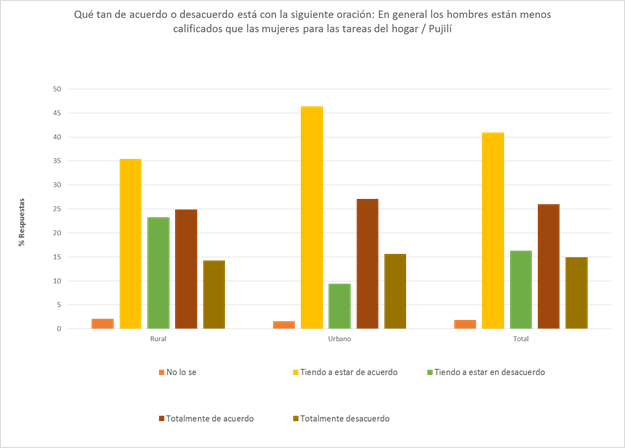 Qué tan de acuerdo o desacuerdo está con la siguiente oración: En general los hombres están menos
calificados que las mujeres para las tareas del hogar / Pujilí
50
45
40
35
30
25
20
15
10
5
0
% Respuestas
Rural
Urbano
Total
No lo se
Tiendo a estar de acuerdo
Tiendo a estar en desacuerdo
Totalmente de acuerdo
Totalmente desacuerdo